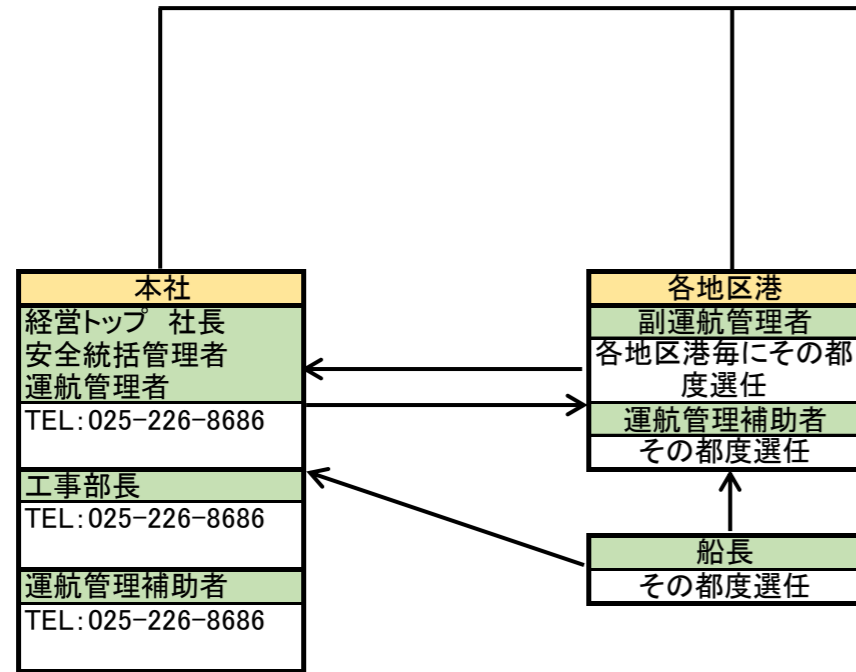 本社
経営トップ　社長
安全統括管理者
運航管理者
TEL:025-226-8686
工事部長
TEL:025-226-8686
運航管理補助者
TEL:025-226-8686
各地区港
副運航管理者
各地区港毎にその都
度選任
運航管理補助者
その都度選任
船長
その都度選任